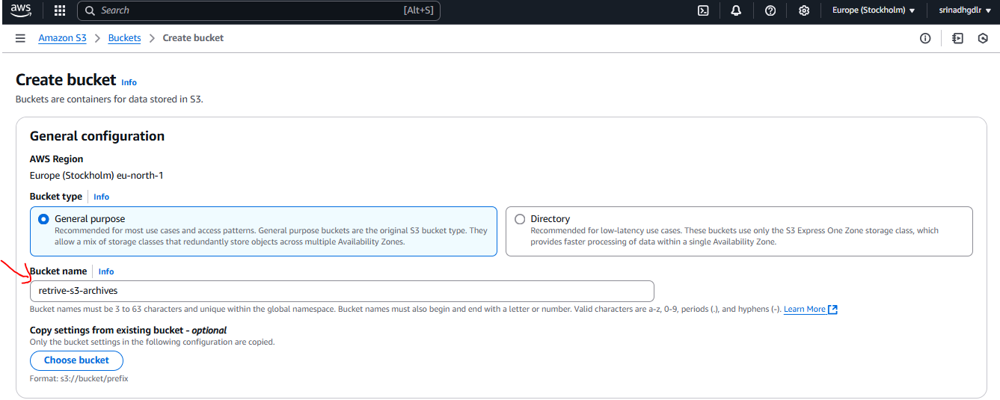 aws
Search [Alt+S] Europe (Stockholm) srinadhgdlr
Amazon S3 Buckets Create bucket
Create bucket Info
Buckets are containers for data stored in S3.
General configuration
AWS Region
Europe (Stockholm) eu-north-1
Bucket type Info
General purpose
Recommended for most use cases and access patterns. General purpose buckets are the original S3 bucket type. They
allow a mix of storage classes that redundantly store objects across multiple Availability Zones.
Directory
Recommended for low-latency use cases. These buckets use only the S3 Express One Zone storage class, which
provides faster processing of data within a single Availability Zone.
Bucket name Info
retrive-s3-archives
Bucket names must be 3 to 63 characters and unique within the global namespace. Bucket names must also begin and end with a letter or number. Valid characters are a-z, 0-9, periods (.), and hyphens (-). Learn More
Copy settings from existing bucket - optional
Only the bucket settings in the following configuration are copied.
Choose bucket
Format: s3://bucket/prefix